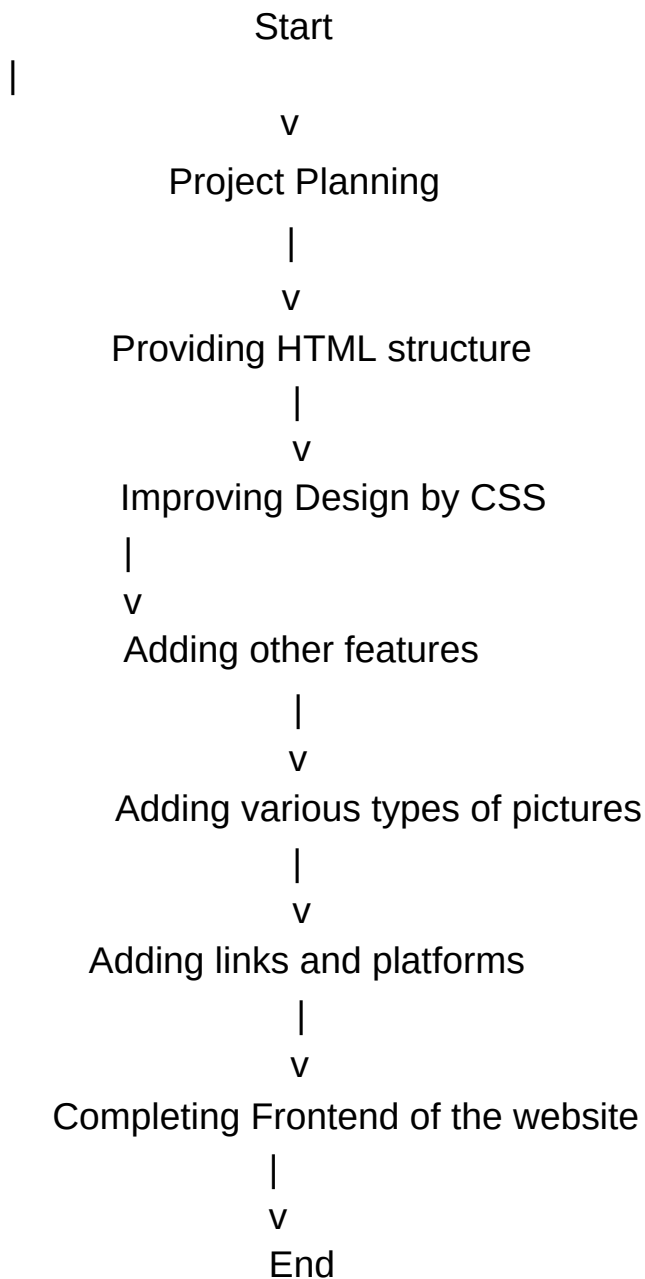 Start
|
v
Project Planning
|
v
Providing HTML structure
|
v
Improving Design by CSS
|
v
Adding other features
|
v
Adding various types of pictures
|
v
Adding links and platforms
|
v
Completing Frontend of the website
|
v
End